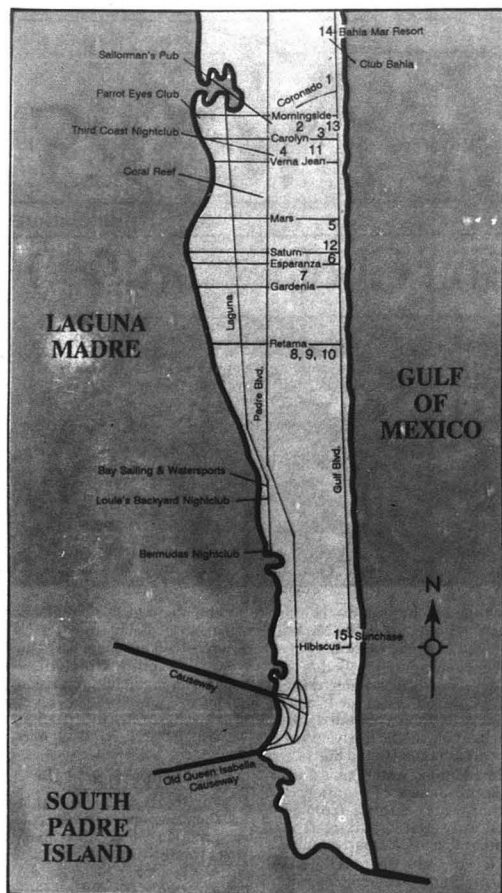 14
Bahia Mar Resort
Sailorman's Pub
Club Bahia
Coronado 1
Parrot Eyes Club
Morningside
2 13
Third Coast Nightclub
Carolyn 3
4 11
Verna Jean
Coral Reef
Mars
5
Saturn 12
Esparanza 6
7
Gardenia
Laguna
LAGUNA
MADRE
Retama
8, 9, 10
Padre Blvd.
GULF
OF
MEXICO
Gulf Blvd.
Bay Sailing & Watersports
Louie's Backyard Nightclub
Bermudas Nightclub
N
15 Sunchase
Hibiscus
Causeway
Old Queen Isabella
Causeway
SOUTH
PADRE
ISLAND